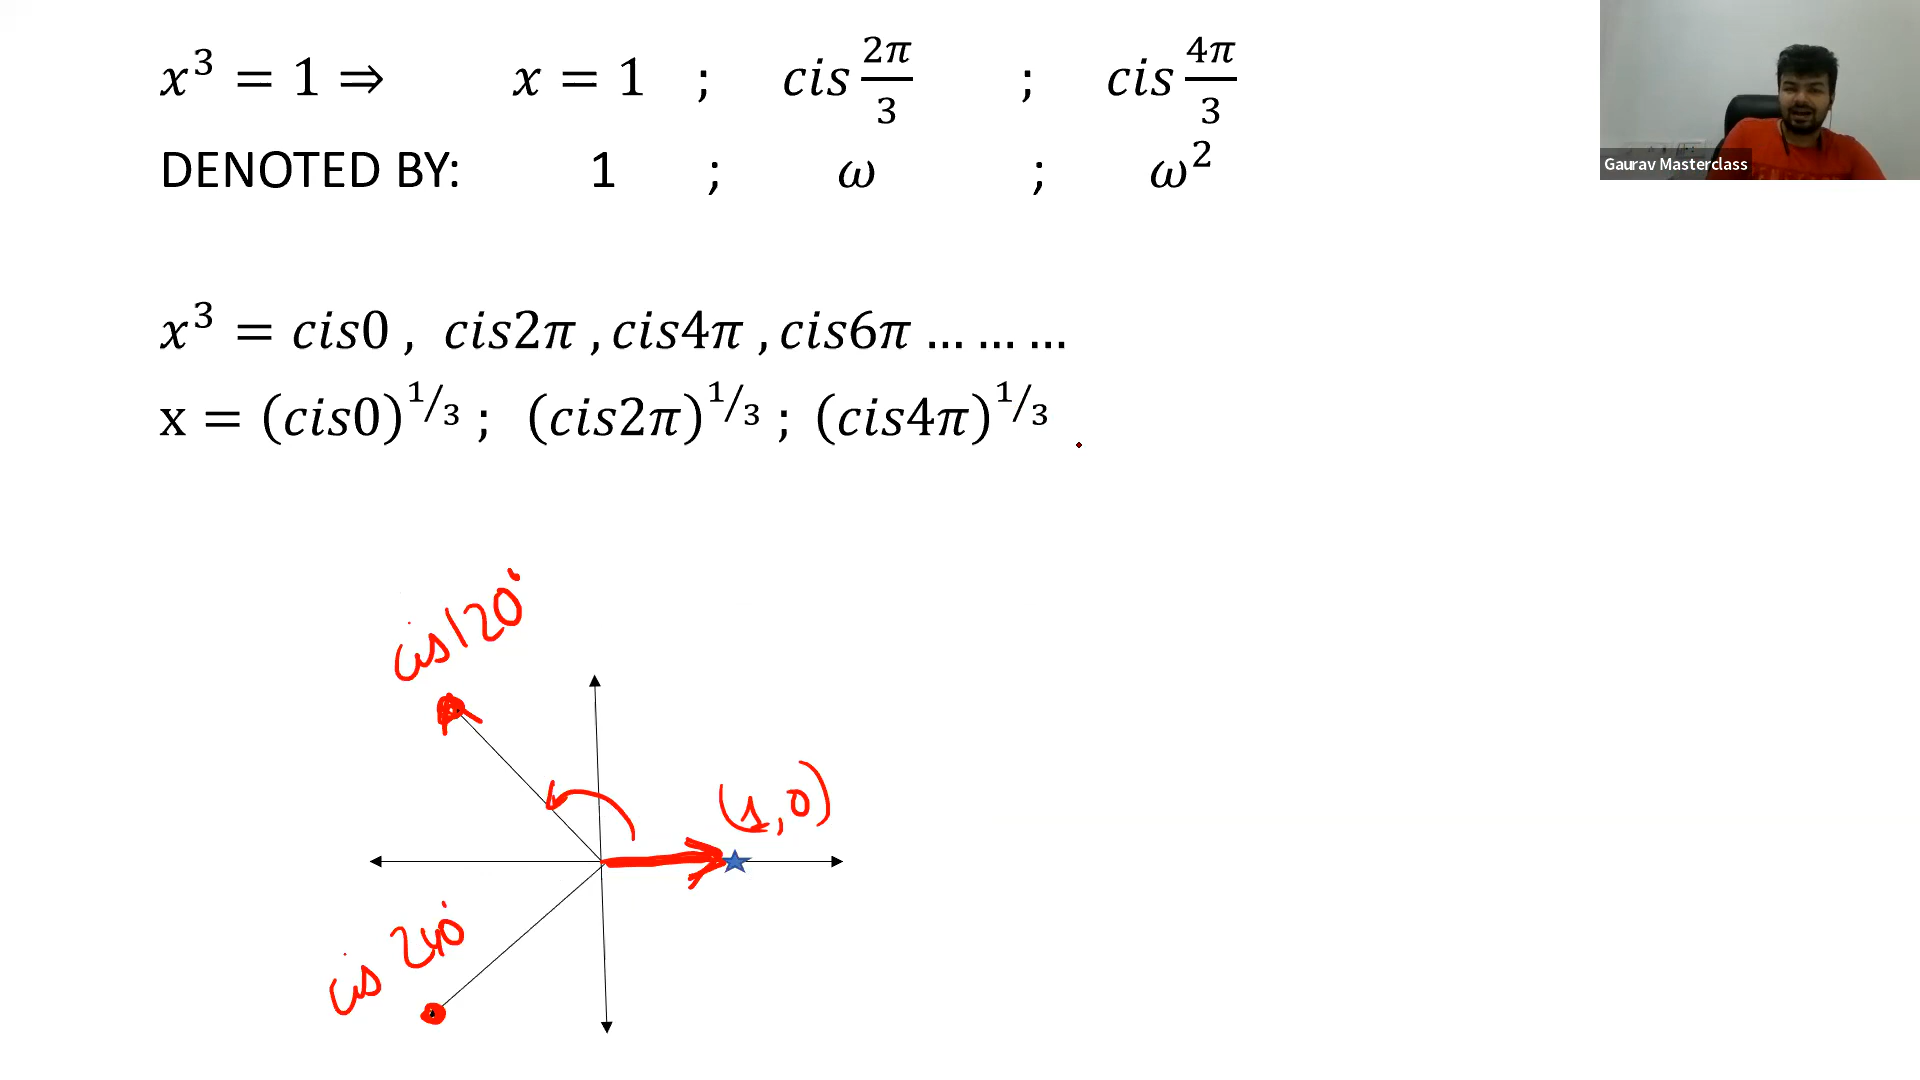 x³ = 1 ⇒ x = 1 ; cis 2π/3 ; cis 4π/3
DENOTED BY: 1 ; ω ; ω²
Gaurav Masterclass
x³ = cis0 , cis2π , cis4π , cis6π … … …
x = (cis0)^1/3 ; (cis2π)^1/3 ; (cis4π)^1/3
cis120°
(1,0)
cis 240°